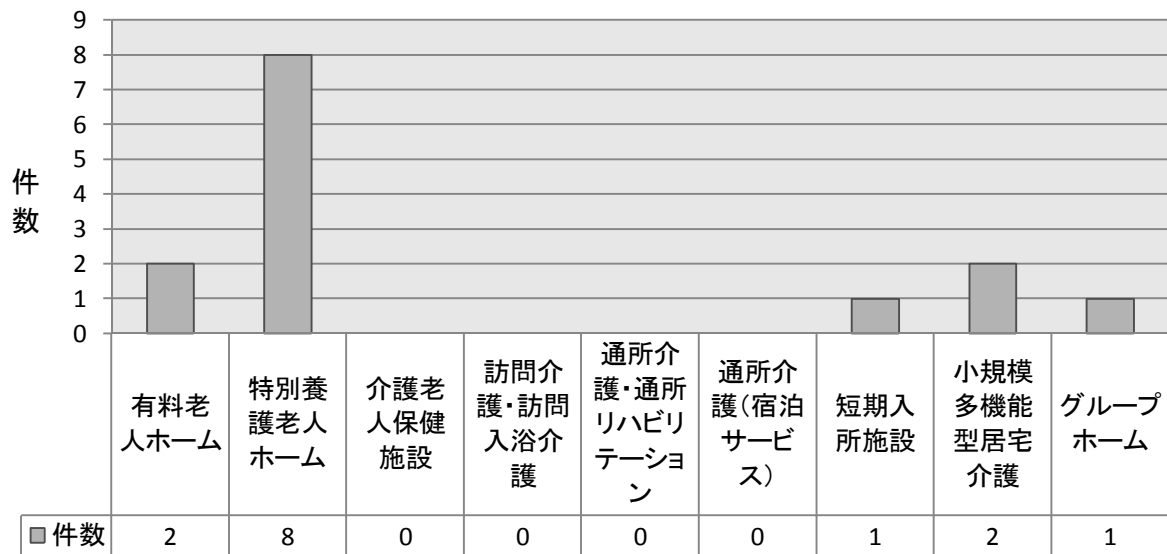 9
8
7
6
5
4
3
2
1
0
件
数
有料老
人ホーム
特別養
護老人
ホーム
介護老
人保健
施設
訪問介
護・訪問
入浴介
護
通所介
護・通所
リハビリ
テーショ
ン
通所介
護(宿泊
サービ
ス)
短期入
所施設
小規模
多機能
型居宅
介護
グループ
ホーム
件数 2 8 0 0 0 0 1 2 1